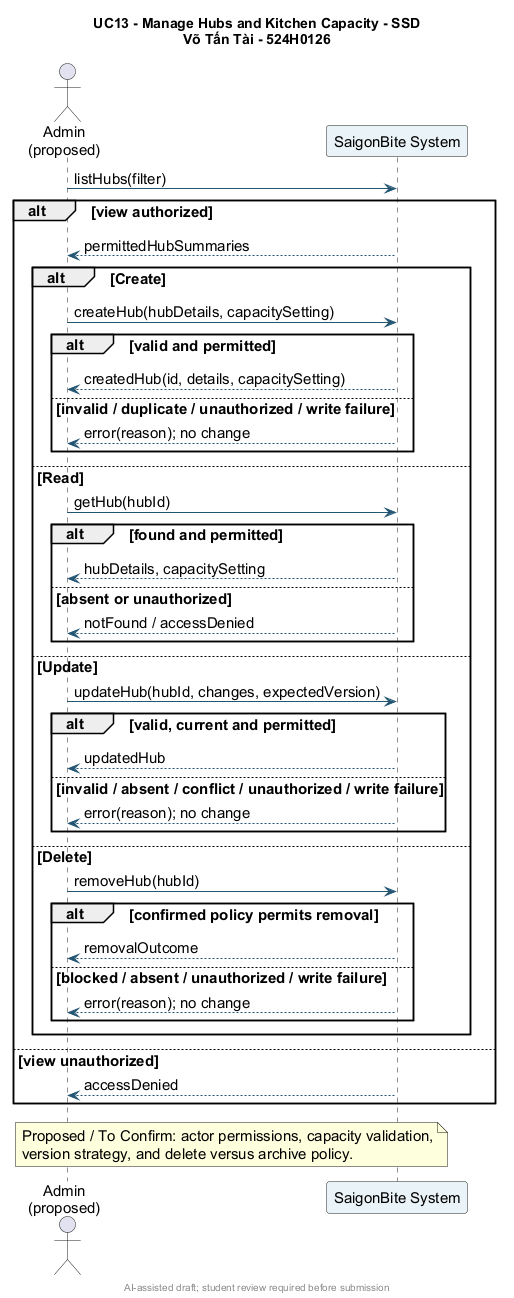 UC13 - Manage Hubs and Kitchen Capacity - SSD
Võ Tấn Tài - 524H0126
Admin
(proposed)
SaigonBite System
listHubs(filter)
alt [view authorized]
permittedHubSummaries
alt [Create]
createHub(hubDetails, capacitySetting)
alt [valid and permitted]
createdHub(id, details, capacitySetting)
[invalid / duplicate / unauthorized / write failure]
error(reason); no change
[Read]
getHub(hubId)
alt [found and permitted]
hubDetails, capacitySetting
[absent or unauthorized]
notFound / accessDenied
[Update]
updateHub(hubId, changes, expectedVersion)
alt [valid, current and permitted]
updatedHub
[invalid / absent / conflict / unauthorized / write failure]
error(reason); no change
[Delete]
removeHub(hubId)
alt [confirmed policy permits removal]
removalOutcome
[blocked / absent / unauthorized / write failure]
error(reason); no change
[view unauthorized]
accessDenied
Proposed / To Confirm: actor permissions, capacity validation,
version strategy, and delete versus archive policy.
Admin
(proposed)
SaigonBite System
AI-assisted draft; student review required before submission